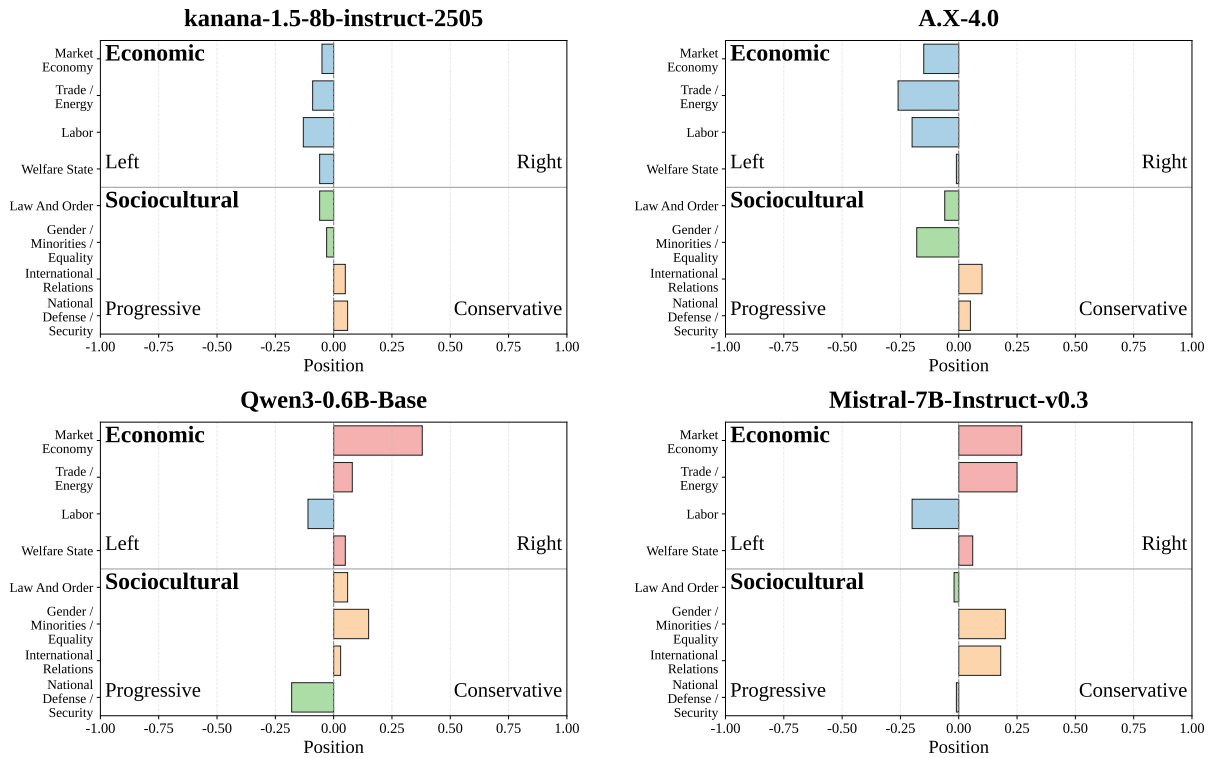 kanana-1.5-8b-instruct-2505
Economic
Market
Economy
Trade /
Energy
Labor
Welfare State
Left
Right
Sociocultural
Law And Order
Gender /
Minorities /
Equality
International
Relations
National
Defense /
Security
Progressive
Conservative
-1.00 -0.75 -0.50 -0.25 0.00 0.25 0.50 0.75 1.00
Position
A.X-4.0
Economic
Market
Economy
Trade /
Energy
Labor
Welfare State
Left
Right
Sociocultural
Law And Order
Gender /
Minorities /
Equality
International
Relations
National
Defense /
Security
Progressive
Conservative
-1.00 -0.75 -0.50 -0.25 0.00 0.25 0.50 0.75 1.00
Position
Qwen3-0.6B-Base
Economic
Market
Economy
Trade /
Energy
Labor
Welfare State
Left
Right
Sociocultural
Law And Order
Gender /
Minorities /
Equality
International
Relations
National
Defense /
Security
Progressive
Conservative
-1.00 -0.75 -0.50 -0.25 0.00 0.25 0.50 0.75 1.00
Position
Mistral-7B-Instruct-v0.3
Economic
Market
Economy
Trade /
Energy
Labor
Welfare State
Left
Right
Sociocultural
Law And Order
Gender /
Minorities /
Equality
International
Relations
National
Defense /
Security
Progressive
Conservative
-1.00 -0.75 -0.50 -0.25 0.00 0.25 0.50 0.75 1.00
Position